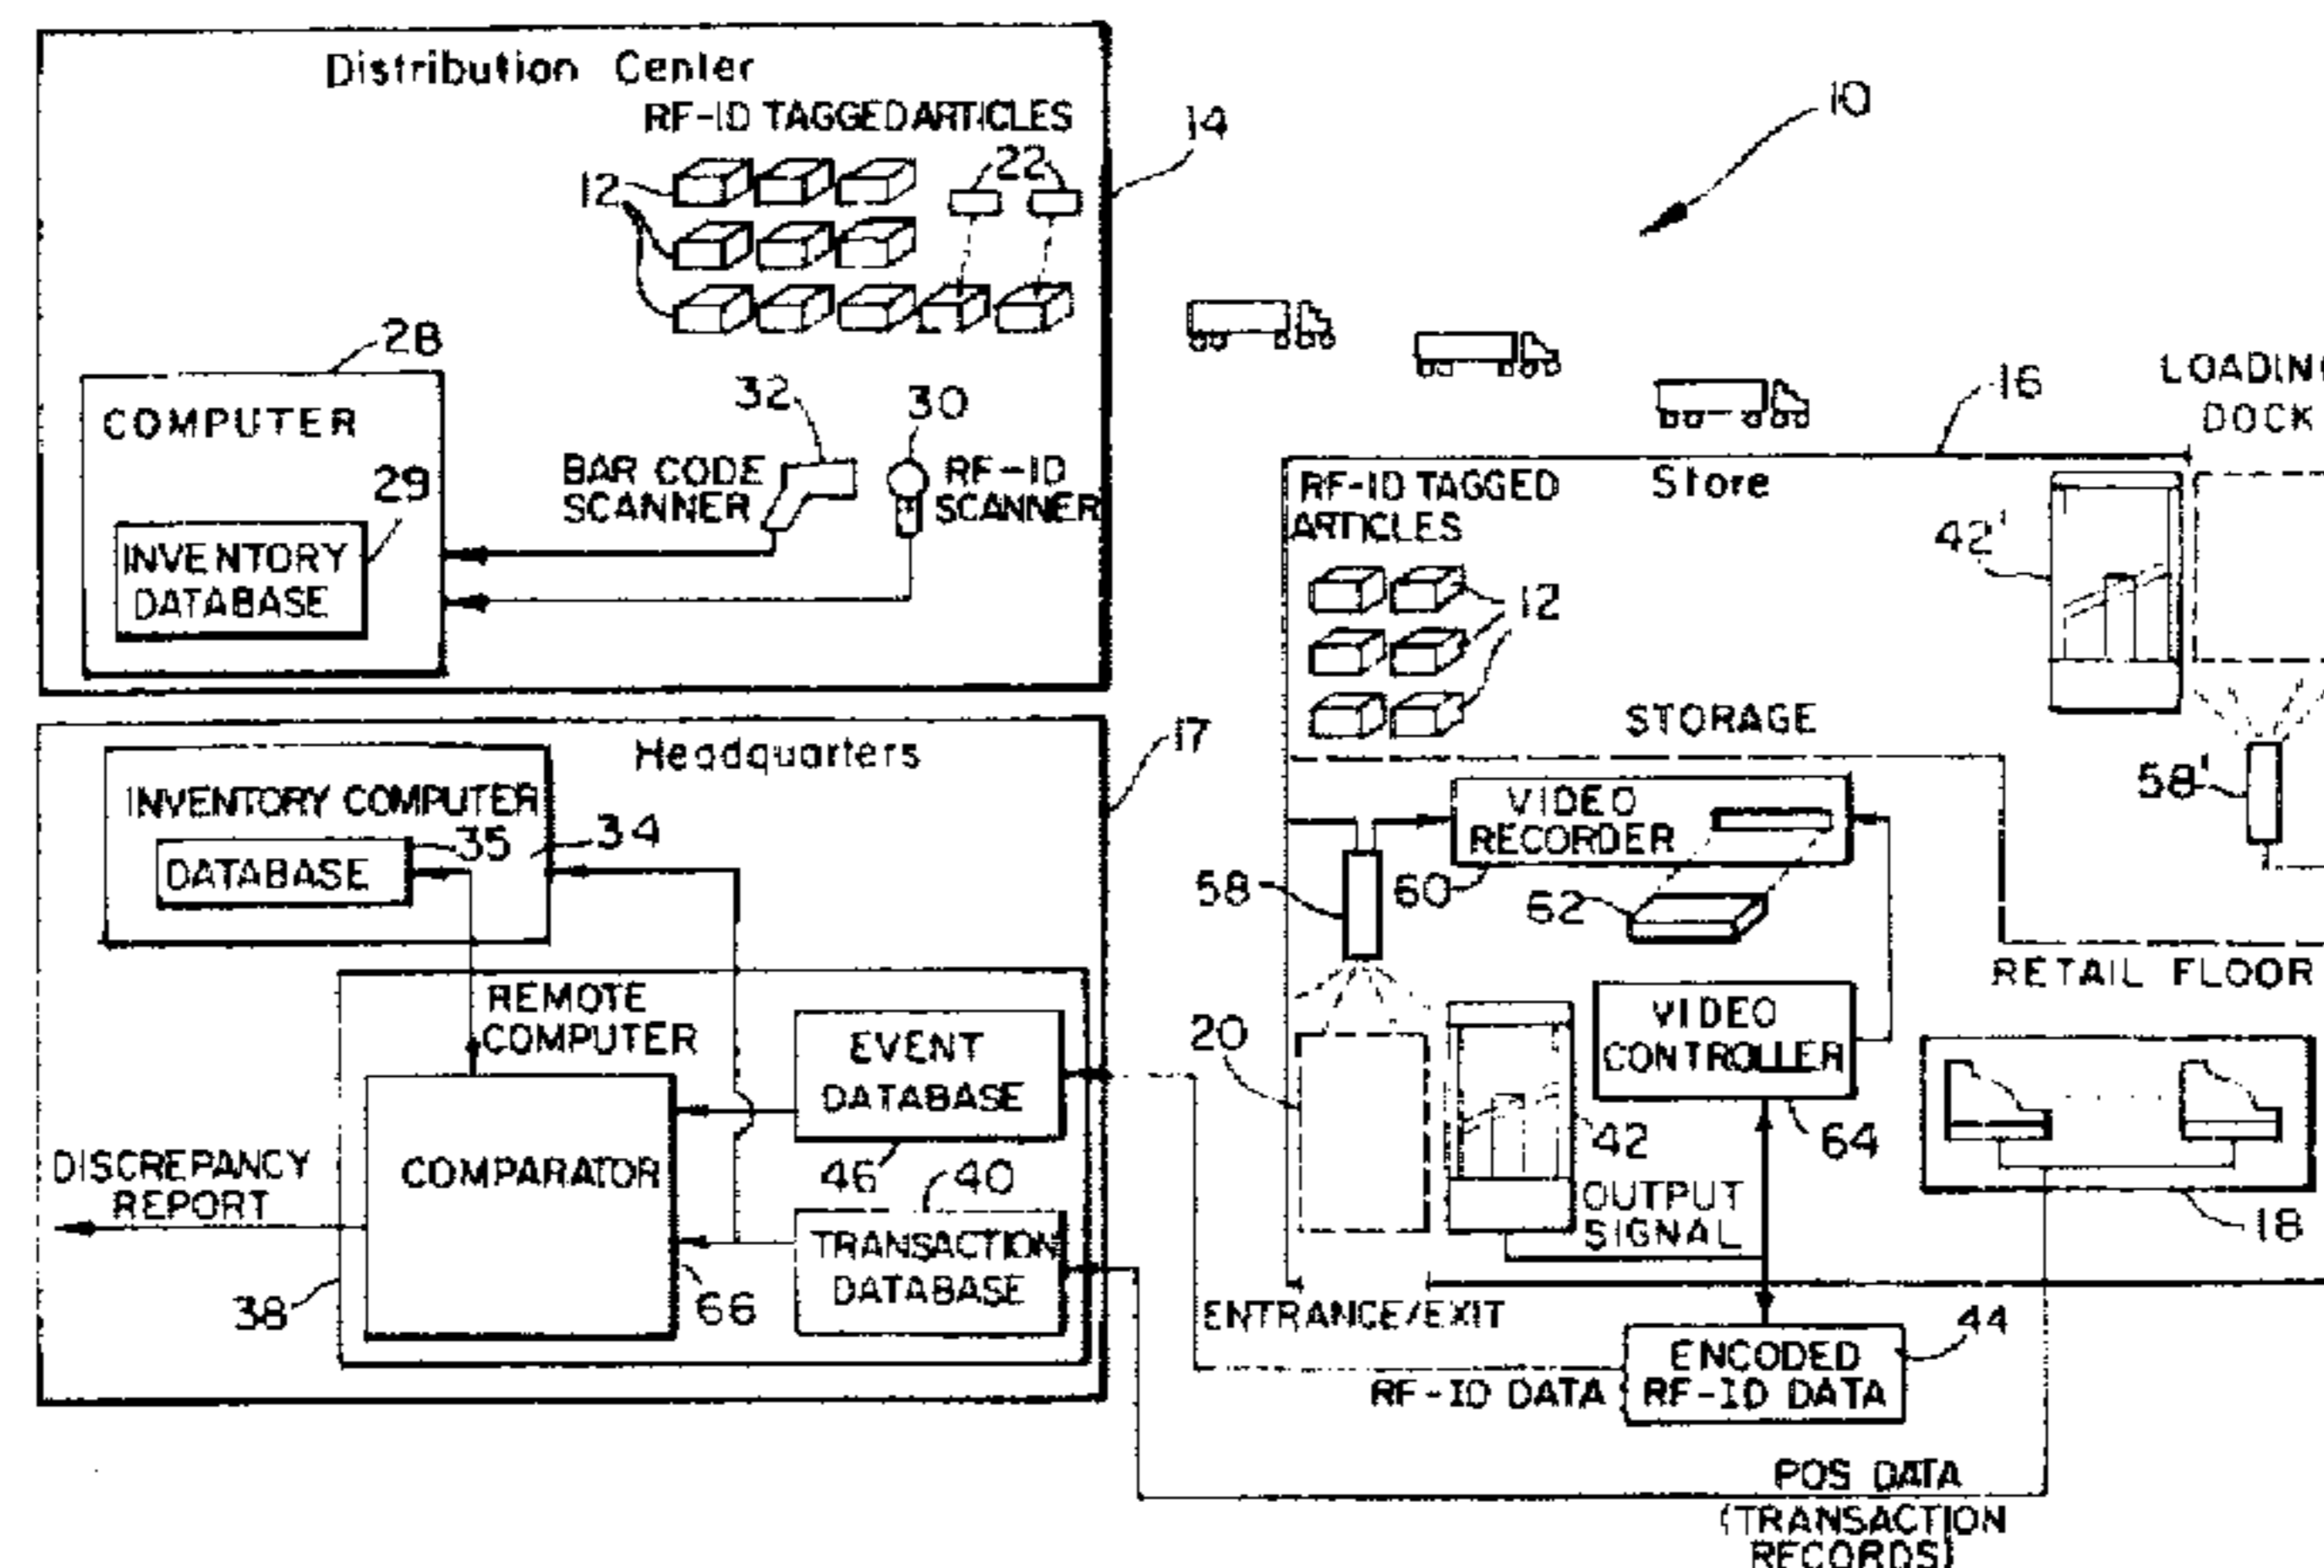 Distribution Center
RF-ID TAGGED ARTICLES
12
22
14
10
28
COMPUTER
29
INVENTORY
DATABASE
32
30
BAR CODE
SCANNER
RF-ID
SCANNER
16
LOADING
DOCK
RF-ID TAGGED
ARTICLES
Store
42'
12
STORAGE
58'
Headquarters
17
INVENTORY COMPUTER
35
34
DATABASE
REMOTE
COMPUTER
EVENT
DATABASE
46
40
COMPARATOR
TRANSACTION
DATABASE
DISCREPANCY
REPORT
38
66
VIDEO
RECORDER
58
60
62
RETAIL FLOOR
20
VIDEO
CONTROLLER
42
64
OUTPUT
SIGNAL
18
ENTRANCE/EXIT
44
ENCODED
RF-ID DATA
RF-ID DATA
POS DATA
(TRANSACTION
RECORDS)